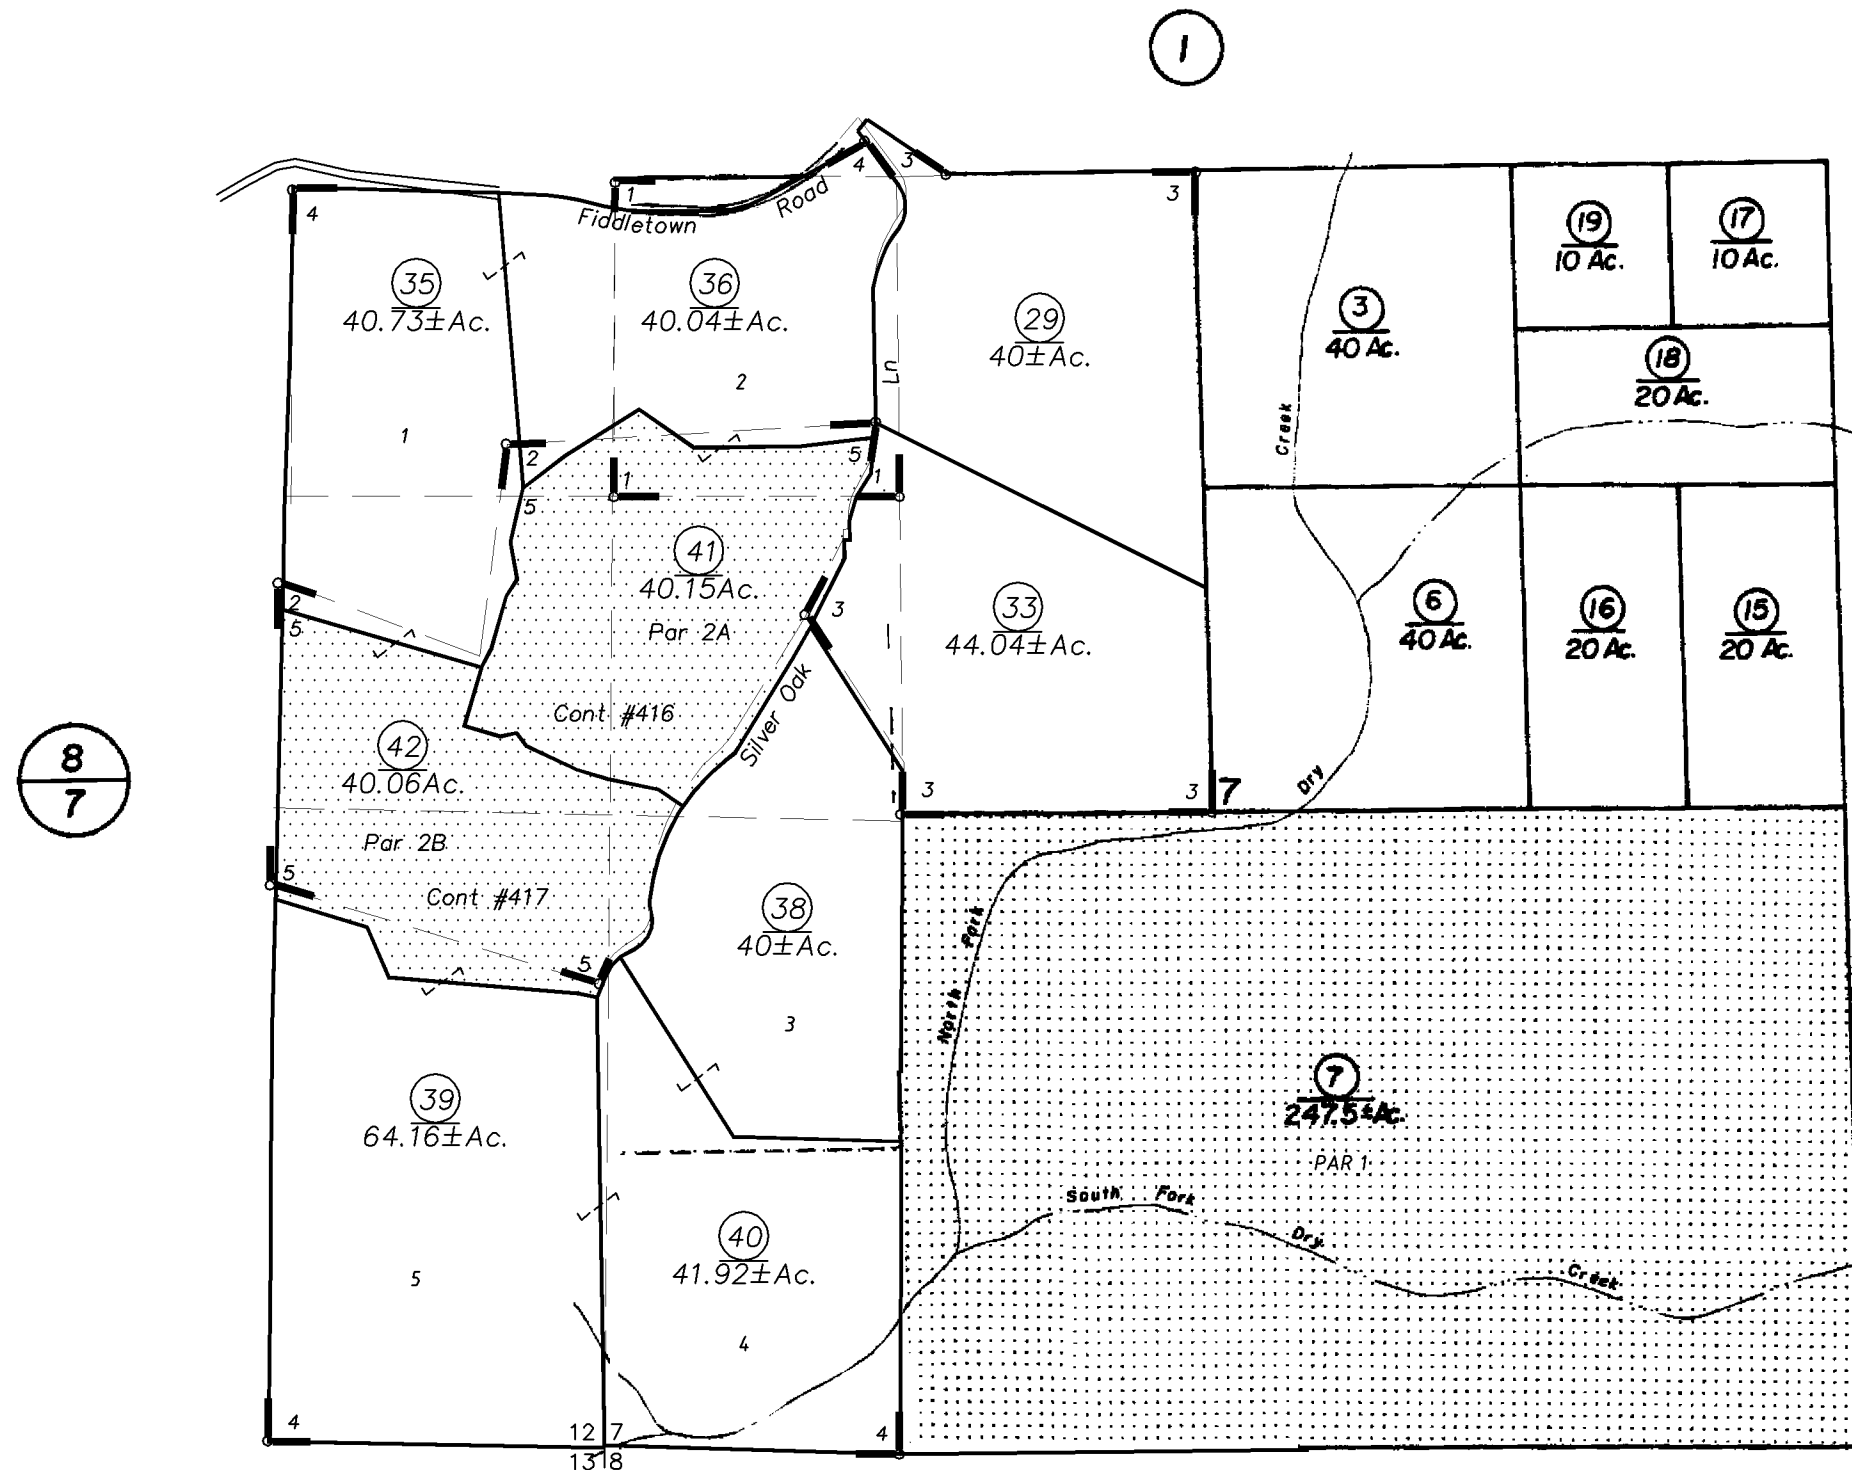 1
4
1
4
3
3
Fiddletown Road
35
40.73±Ac.
1
36
40.04±Ac.
2
Ln
29
40±Ac.
3
40 Ac.
19
10 Ac.
17
10 Ac.
18
20 Ac.
Creek
2
5
1
5
1
41
40.15Ac.
Par 2A
Cont #416
3
33
44.04±Ac.
6
40 Ac.
16
20 Ac.
15
20 Ac.
2
5
Silver Oak
8
7
42
40.06Ac.
Par 2B
Cont #417
3
3
7
Dry
5
5
38
40±Ac.
3
North Fork
39
64.16±Ac.
5
7
247.5±Ac.
PAR 1
South Fork
Dry
Creek
40
41.92±Ac.
4
4
12 7
13 18
4